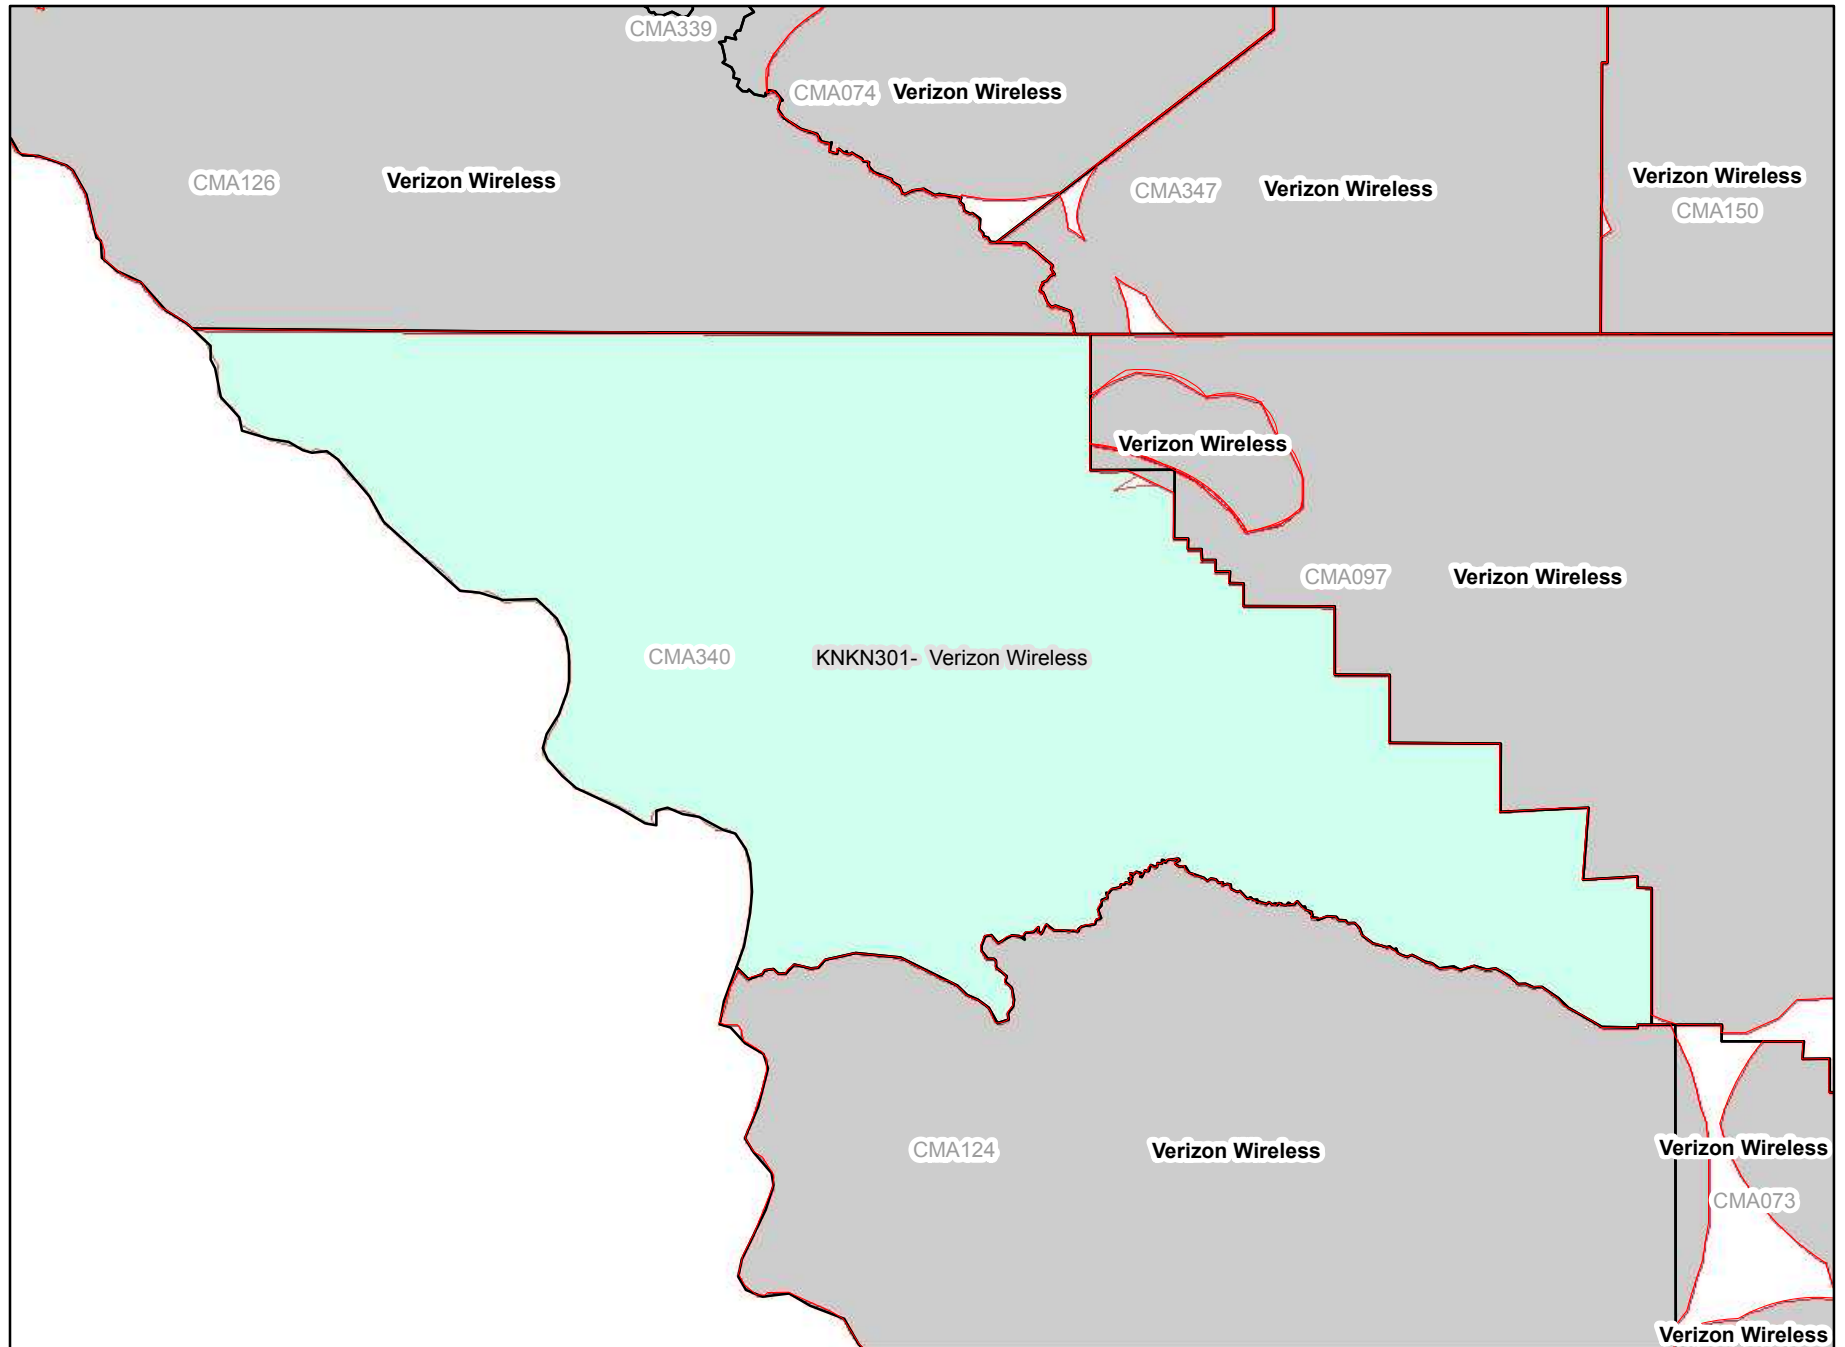 CMA339
CMA074 Verizon Wireless
CMA126 Verizon Wireless
CMA347 Verizon Wireless
Verizon Wireless
CMA150
Verizon Wireless
CMA097 Verizon Wireless
CMA340 KNKN301- Verizon Wireless
CMA124 Verizon Wireless
Verizon Wireless
CMA073
Verizon Wireless